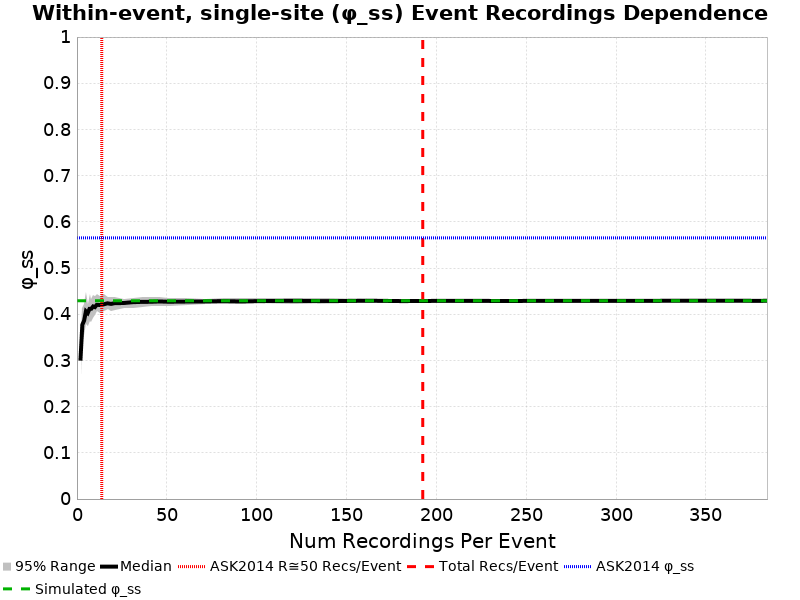 Within-event, single-site (φ_ss) Event Recordings Dependence
1
0.9
0.8
0.7
0.6
0.5
0.4
0.3
0.2
0.1
0
φ_ss
0 50 100 150 200 250 300 350
Num Recordings Per Event
95% Range Median ASK2014 R≅50 Recs/Event Total Recs/Event ASK2014 φ_ss
Simulated φ_ss